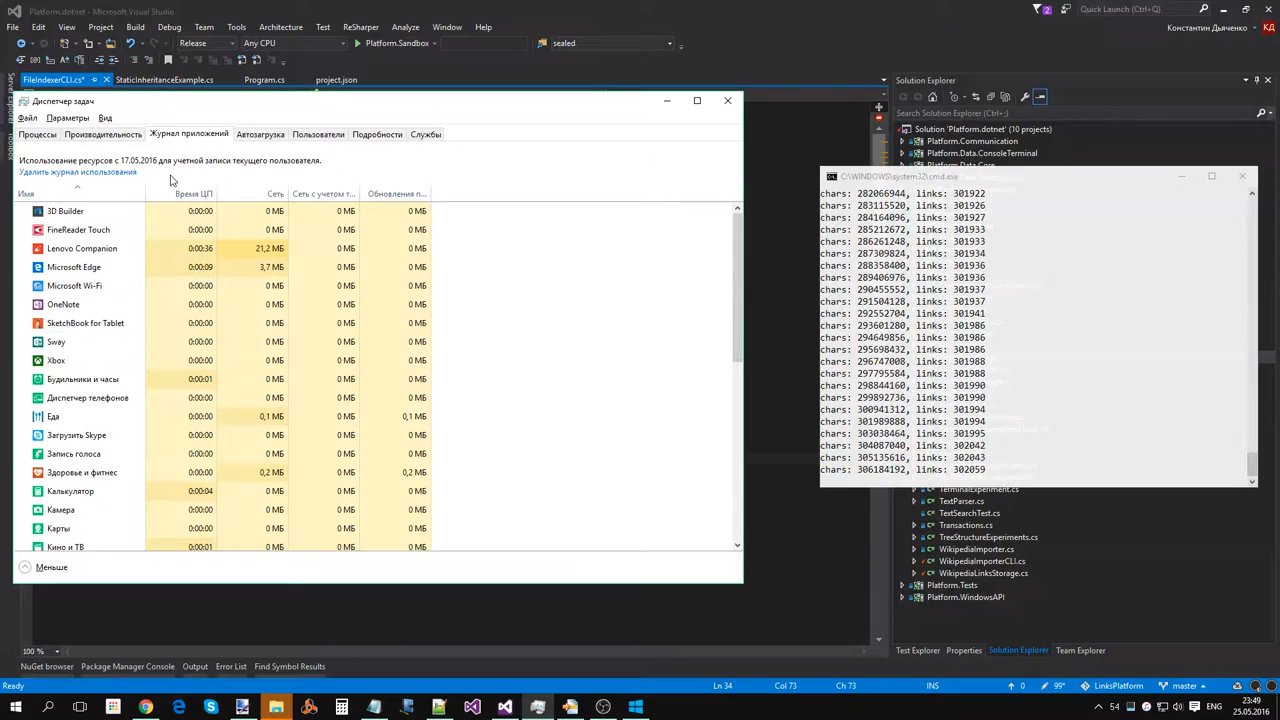 Platform.dotnet - Microsoft Visual Studio
2
Quick Launch (Ctrl+Q)
File Edit View Project Build Debug Team Tools Architecture Test ReSharper Analyze Window Help
Константин Дьяченко КД
Release Any CPU Platform.Sandbox sealed
FileIndexerCLI.cs* StaticInheritanceExample.cs Program.cs project.json
Solution Explorer
Диспетчер задач
Search Solution Explorer (Ctrl+;)
Файл Параметры Вид
Solution 'Platform.dotnet' (10 projects)
Процессы Производительность Журнал приложений Автозагрузка Пользователи Подробности Службы
Platform.Communication
Platform.Data.ConsoleTerminal
Platform.Data.Core
Использование ресурсов с 17.05.2016 для учетной записи текущего пользователя.
Удалить журнал использования
C:\WINDOWS\system32\cmd.exe
Имя Время ЦП Сеть Сеть с учетом т... Обновления п...
3D Builder 0:00:00 0 МБ 0 МБ 0 МБ
FineReader Touch 0:00:00 0 МБ 0 МБ 0 МБ
Lenovo Companion 0:00:36 21,2 МБ 0 МБ 0 МБ
Microsoft Edge 0:00:09 3,7 МБ 0 МБ 0 МБ
Microsoft Wi-Fi 0:00:00 0 МБ 0 МБ 0 МБ
OneNote 0:00:00 0 МБ 0 МБ 0 МБ
SketchBook for Tablet 0:00:00 0 МБ 0 МБ 0 МБ
Sway 0:00:00 0 МБ 0 МБ 0 МБ
Xbox 0:00:00 0 МБ 0 МБ 0 МБ
Будильники и часы 0:00:01 0 МБ 0 МБ 0 МБ
Диспетчер телефонов 0:00:00 0 МБ 0 МБ 0 МБ
Еда 0:00:00 0,1 МБ 0 МБ 0,1 МБ
Загрузить Skype 0:00:00 0 МБ 0 МБ 0 МБ
Запись голоса 0:00:00 0 МБ 0 МБ 0 МБ
Здоровье и фитнес 0:00:00 0,2 МБ 0 МБ 0,2 МБ
Калькулятор 0:00:04 0 МБ 0 МБ 0 МБ
Камера 0:00:00 0 МБ 0 МБ 0 МБ
Карты 0:00:00 0 МБ 0 МБ 0 МБ
Кино и ТВ 0:00:01 0 МБ 0 МБ 0 МБ
Меньше
chars: 282066944, links: 301922
chars: 283115520, links: 301926
chars: 284164096, links: 301927
chars: 285212672, links: 301933
chars: 286261248, links: 301933
chars: 287309824, links: 301934
chars: 288358400, links: 301936
chars: 289406976, links: 301936
chars: 290455552, links: 301937
chars: 291504128, links: 301937
chars: 292552704, links: 301941
chars: 293601280, links: 301986
chars: 294649856, links: 301986
chars: 295698432, links: 301986
chars: 296747008, links: 301988
chars: 297795584, links: 301988
chars: 298844160, links: 301990
chars: 299892736, links: 301990
chars: 300941312, links: 301994
chars: 301989888, links: 301994
chars: 303038464, links: 301995
chars: 304087040, links: 302042
chars: 305135616, links: 302043
chars: 306184192, links: 302059
TerminalExperiment.cs
TextParser.cs
TextSearchTest.cs
Transactions.cs
TreeStructureExperiments.cs
WikipediaImporter.cs
WikipediaImporterCLI.cs
WikipediaLinksStorage.cs
Platform.Tests
Platform.WindowsAPI
100 %
Test Explorer Properties Solution Explorer Team Explorer
NuGet browser Package Manager Console Output Error List Find Symbol Results
Ready Ln 34 Col 73 Ch 73 INS 0 99* LinksPlatform master
54 ENG 23:49
25.05.2016